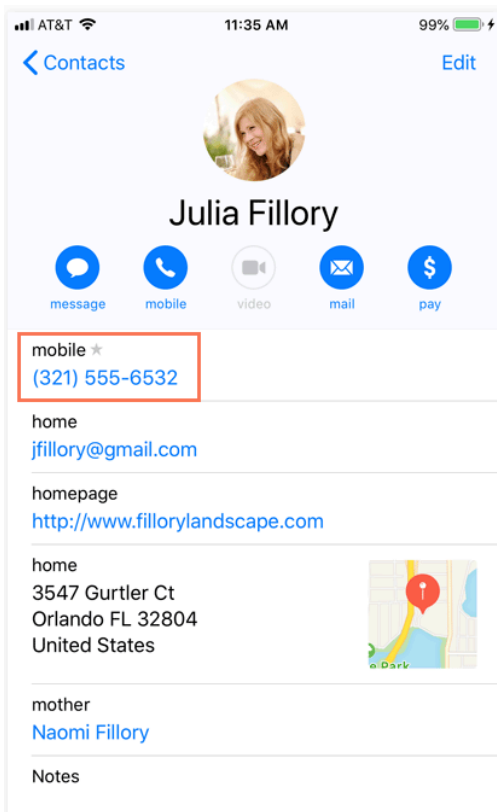 AT&T 11:35 AM 99%
Contacts Edit
Julia Fillory
message mobile video mail pay
mobile
(321) 555-6532
home
jfillory@gmail.com
homepage
http://www.fillorylandscape.com
home
3547 Gurtler Ct
Orlando FL 32804
United States
e Park
mother
Naomi Fillory
Notes